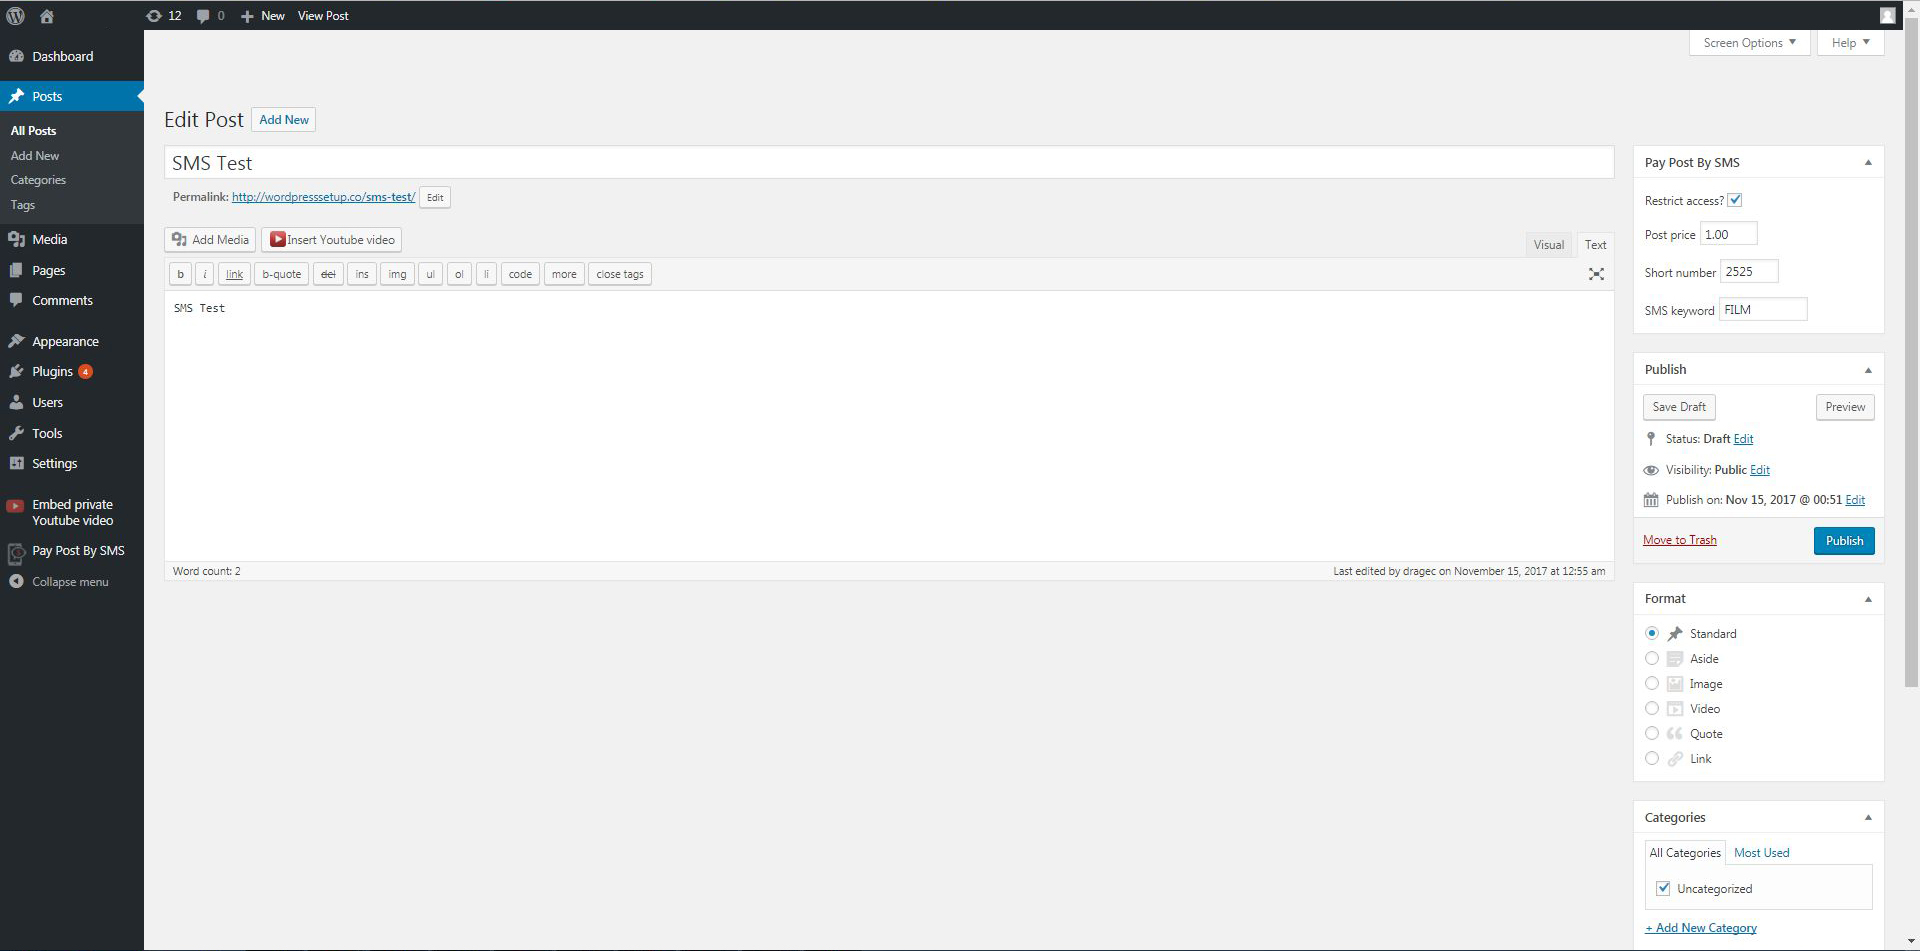 12 0 New View Post
Screen Options Help
Dashboard
Posts
All Posts
Add New
Categories
Tags
Media
Pages
Comments
Appearance
Plugins 4
Users
Tools
Settings
Embed private
Youtube video
Pay Post By SMS
Collapse menu
Edit Post Add New
SMS Test
Permalink: http://wordpresssetup.co/sms-test/ Edit
Add Media Insert Youtube video
Visual Text
b i link b-quote del ins img ul ol li code more close tags
SMS Test
Word count: 2 Last edited by dragec on November 15, 2017 at 12:55 am
Pay Post By SMS
Restrict access?
Post price 1.00
Short number 2525
SMS keyword FILM
Publish
Save Draft Preview
Status: Draft Edit
Visibility: Public Edit
Publish on: Nov 15, 2017 @ 00:51 Edit
Move to Trash Publish
Format
Standard
Aside
Image
Video
Quote
Link
Categories
All Categories Most Used
Uncategorized
+ Add New Category